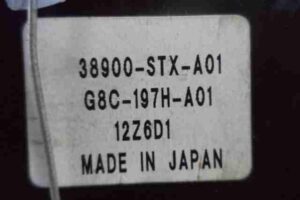 38900-STX-A01
G8C-197H-A01
12Z6D1
MADE IN JAPAN